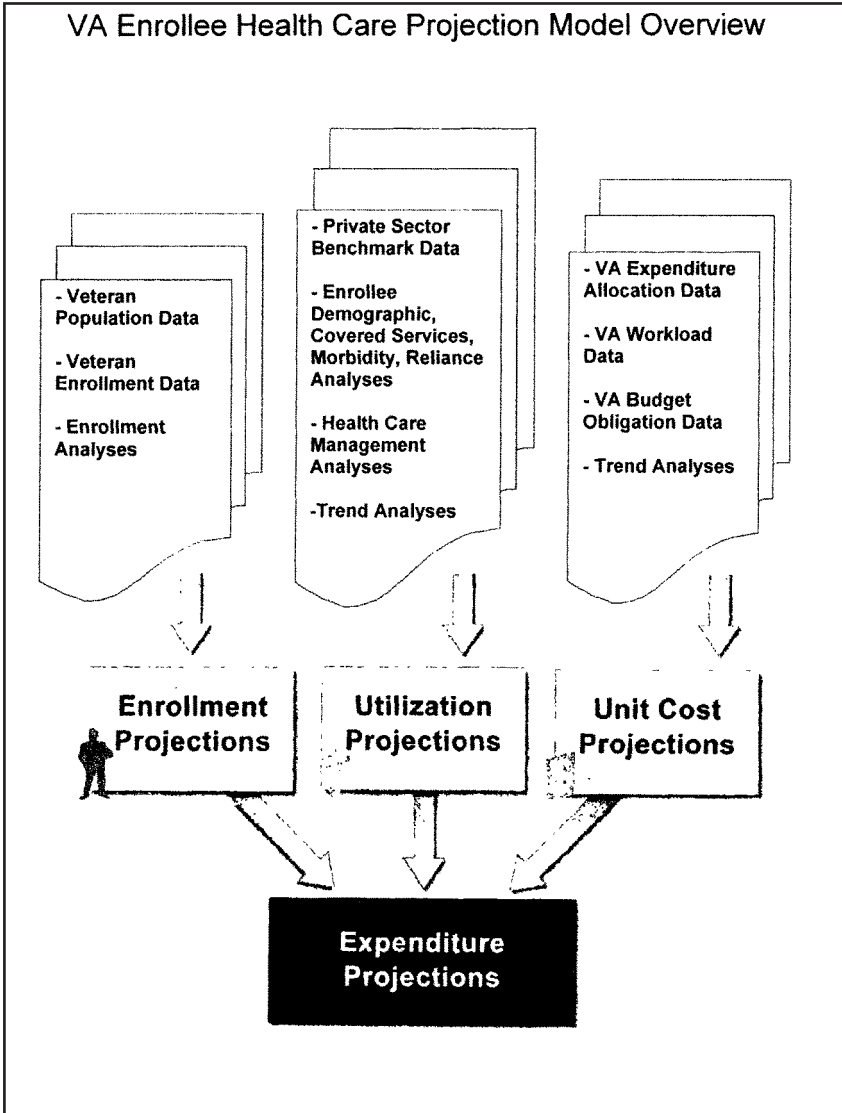 VA Enrollee Health Care Projection Model Overview
- Veteran
Population Data
- Veteran
Enrollment Data
- Enrollment
Analyses
- Private Sector
Benchmark Data
- Enrollee
Demographic,
Covered Services,
Morbidity, Reliance
Analyses
- Health Care
Management
Analyses
-Trend Analyses
- VA Expenditure
Allocation Data
- VA Workload
Data
- VA Budget
Obligation Data
- Trend Analyses
Enrollment
Projections
Utilization
Projections
Unit Cost
Projections
Expenditure
Projections